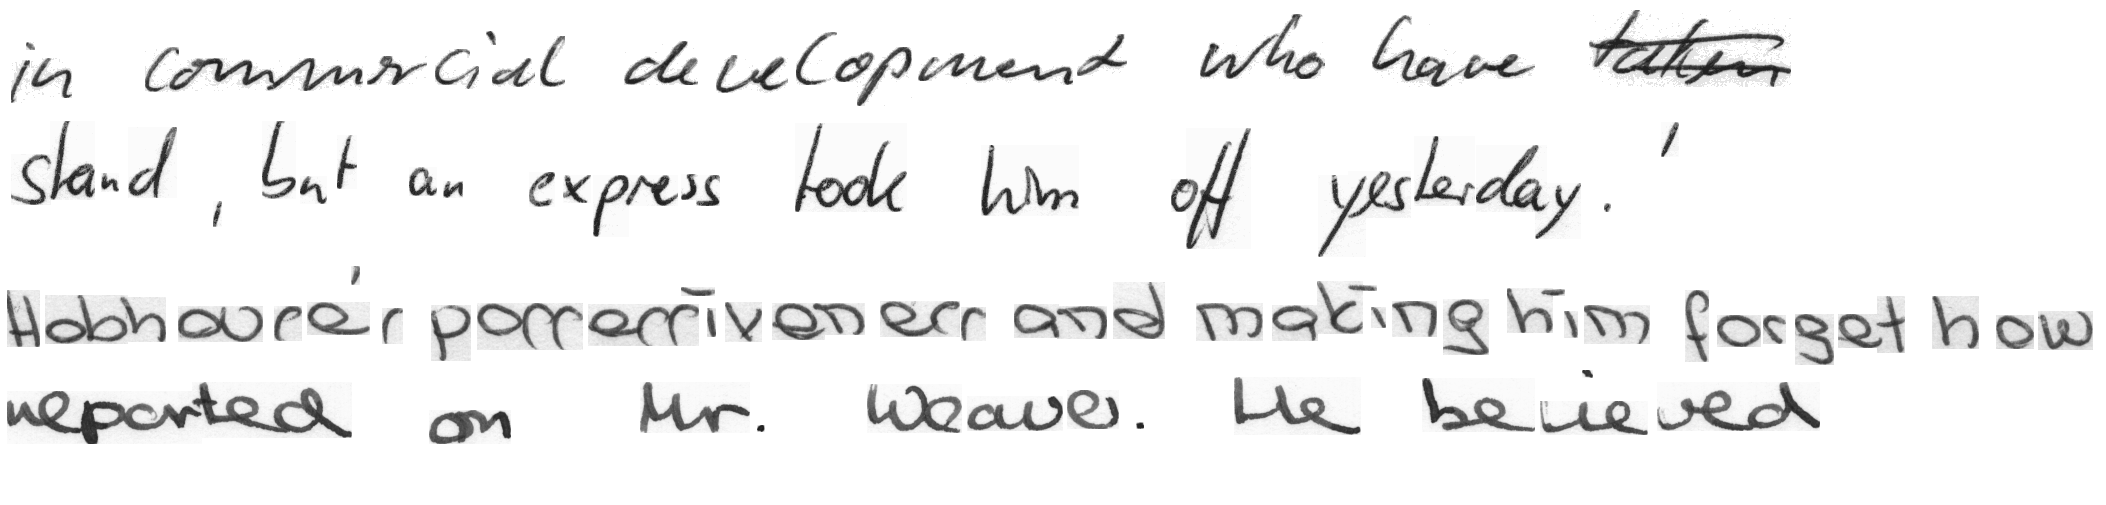 in commercial development who have taken
stand, but an express took him off yesterday.'
Hobhouse's possessiveness and making him forget how
reported on Mr. Weaver. He believed